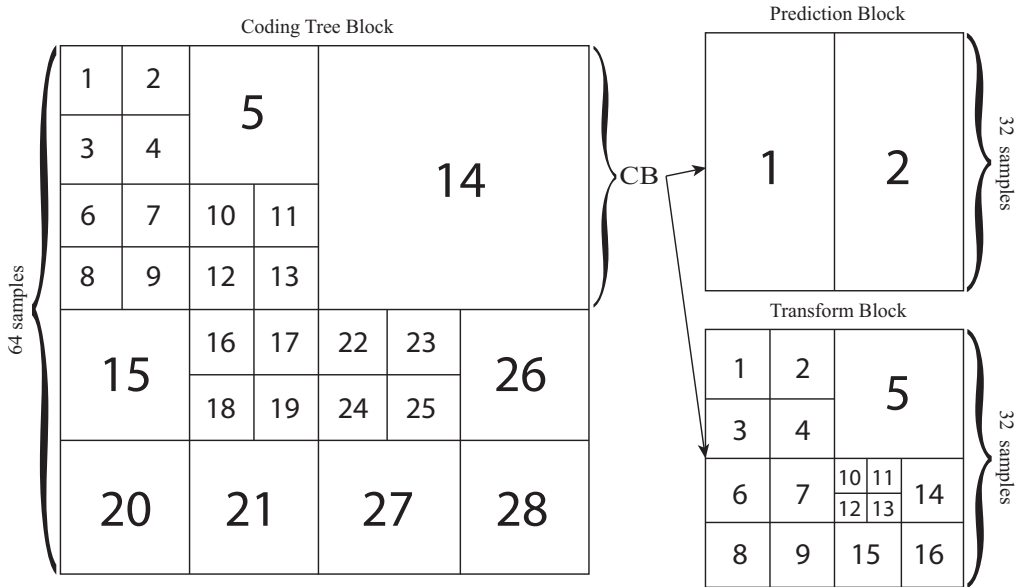 Coding Tree Block
1 2 5 14
3 4
6 7 10 11
8 9 12 13
15 16 17 22 23 26
18 19 24 25
20 21 27 28
64 samples
CB
Prediction Block
1 2
32 samples
Transform Block
1 2 5
3 4
6 7 10 11 14
12 13
8 9 15 16
32 samples